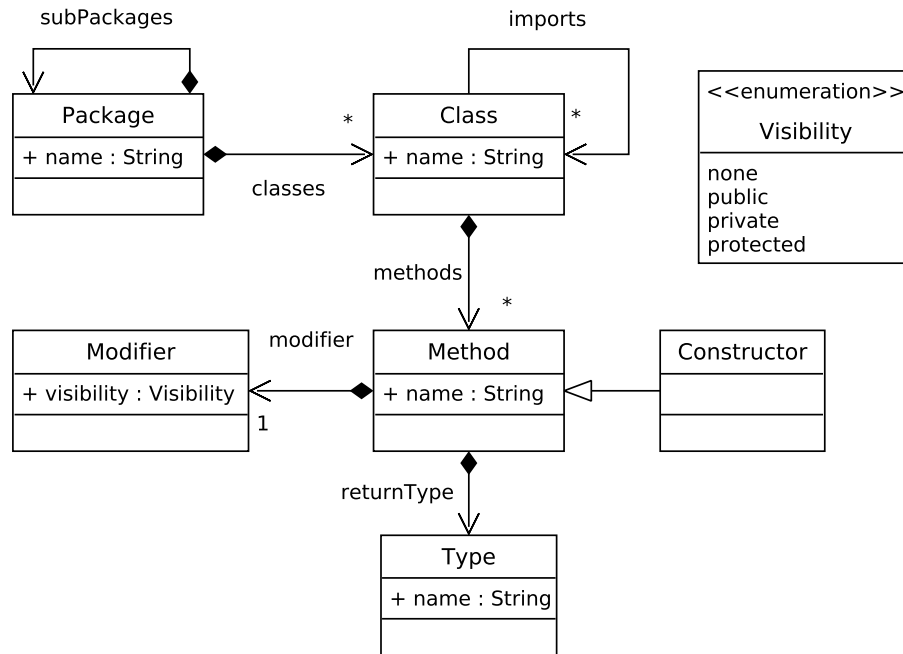 subPackages
imports
Package
+ name : String
*
classes
Class
+ name : String
*
<<enumeration>>
Visibility
none
public
private
protected
methods
*
Modifier
+ visibility : Visibility
modifier
1
Method
+ name : String
Constructor
returnType
Type
+ name : String